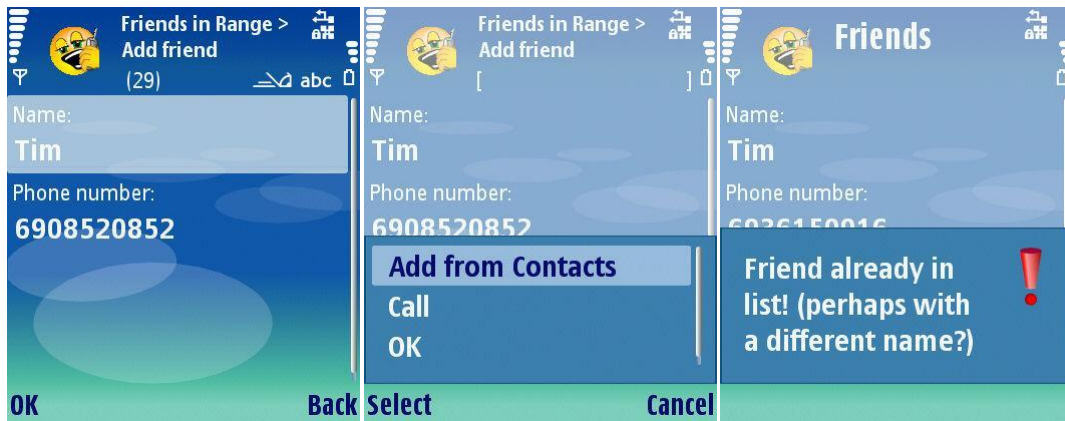 Friends in Range >
Add friend
(29)
abc
Name:
Tim
Phone number:
6908520852
OK
Back
Friends in Range >
Add friend
[ ]
Name:
Tim
Phone number:
6908520852
Add from Contacts
Call
OK
Select
Cancel
Friends
Name:
Tim
Phone number:
6936150016
Friend already in
list! (perhaps with
a different name?)